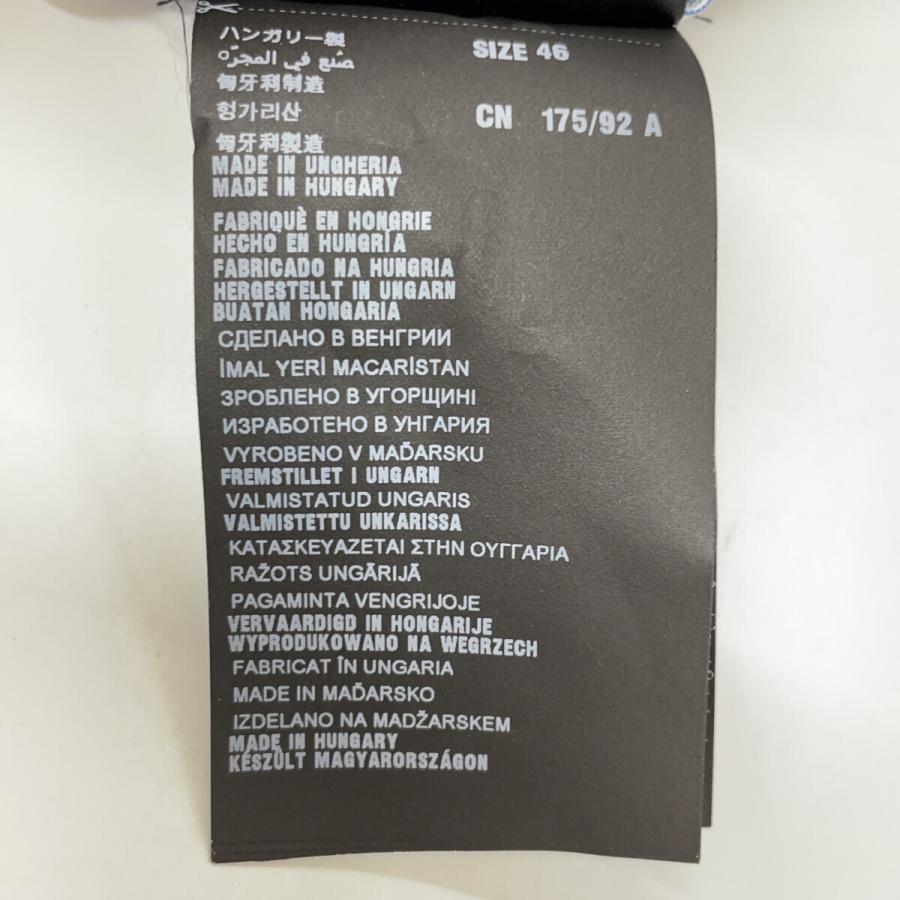 ハンガリー製
صنع في المجر
匈牙利制造
헝가리산
匈牙利製造
MADE IN UNGHERIA
MADE IN HUNGARY
FABRIQUÈ EN HONGRIE
HECHO EN HUNGRÍA
FABRICADO NA HUNGRIA
HERGESTELLT IN UNGARN
BUATAN HONGARIA
СДЕЛАНО В ВЕНГРИИ
İMAL YERİ MACARİSTAN
ЗРОБЛЕНО В УГОРЩИНІ
ИЗРАБОТЕНО В УНГАРИЯ
VYROBENO V MAĎARSKU
FREMSTILLET I UNGARN
VALMISTATUD UNGARIS
VALMISTETTU UNKARISSA
ΚΑΤΑΣΚΕΥΑΖΕΤΑΙ ΣΤΗΝ ΟΥΓΓΑΡΙΑ
RAŽOTS UNGĀRIJĀ
PAGAMINTA VENGRIJOJE
VERVAARDIGD IN HONGARIJE
WYPRODUKOWANO NA WEGRZECH
FABRICAT ÎN UNGARIA
MADE IN MAĎARSKO
IZDELANO NA MADŽARSKEM
MADE IN HUNGARY
KÉSZÜLT MAGYARORSZÁGON
SIZE 46
CN 175/92 A